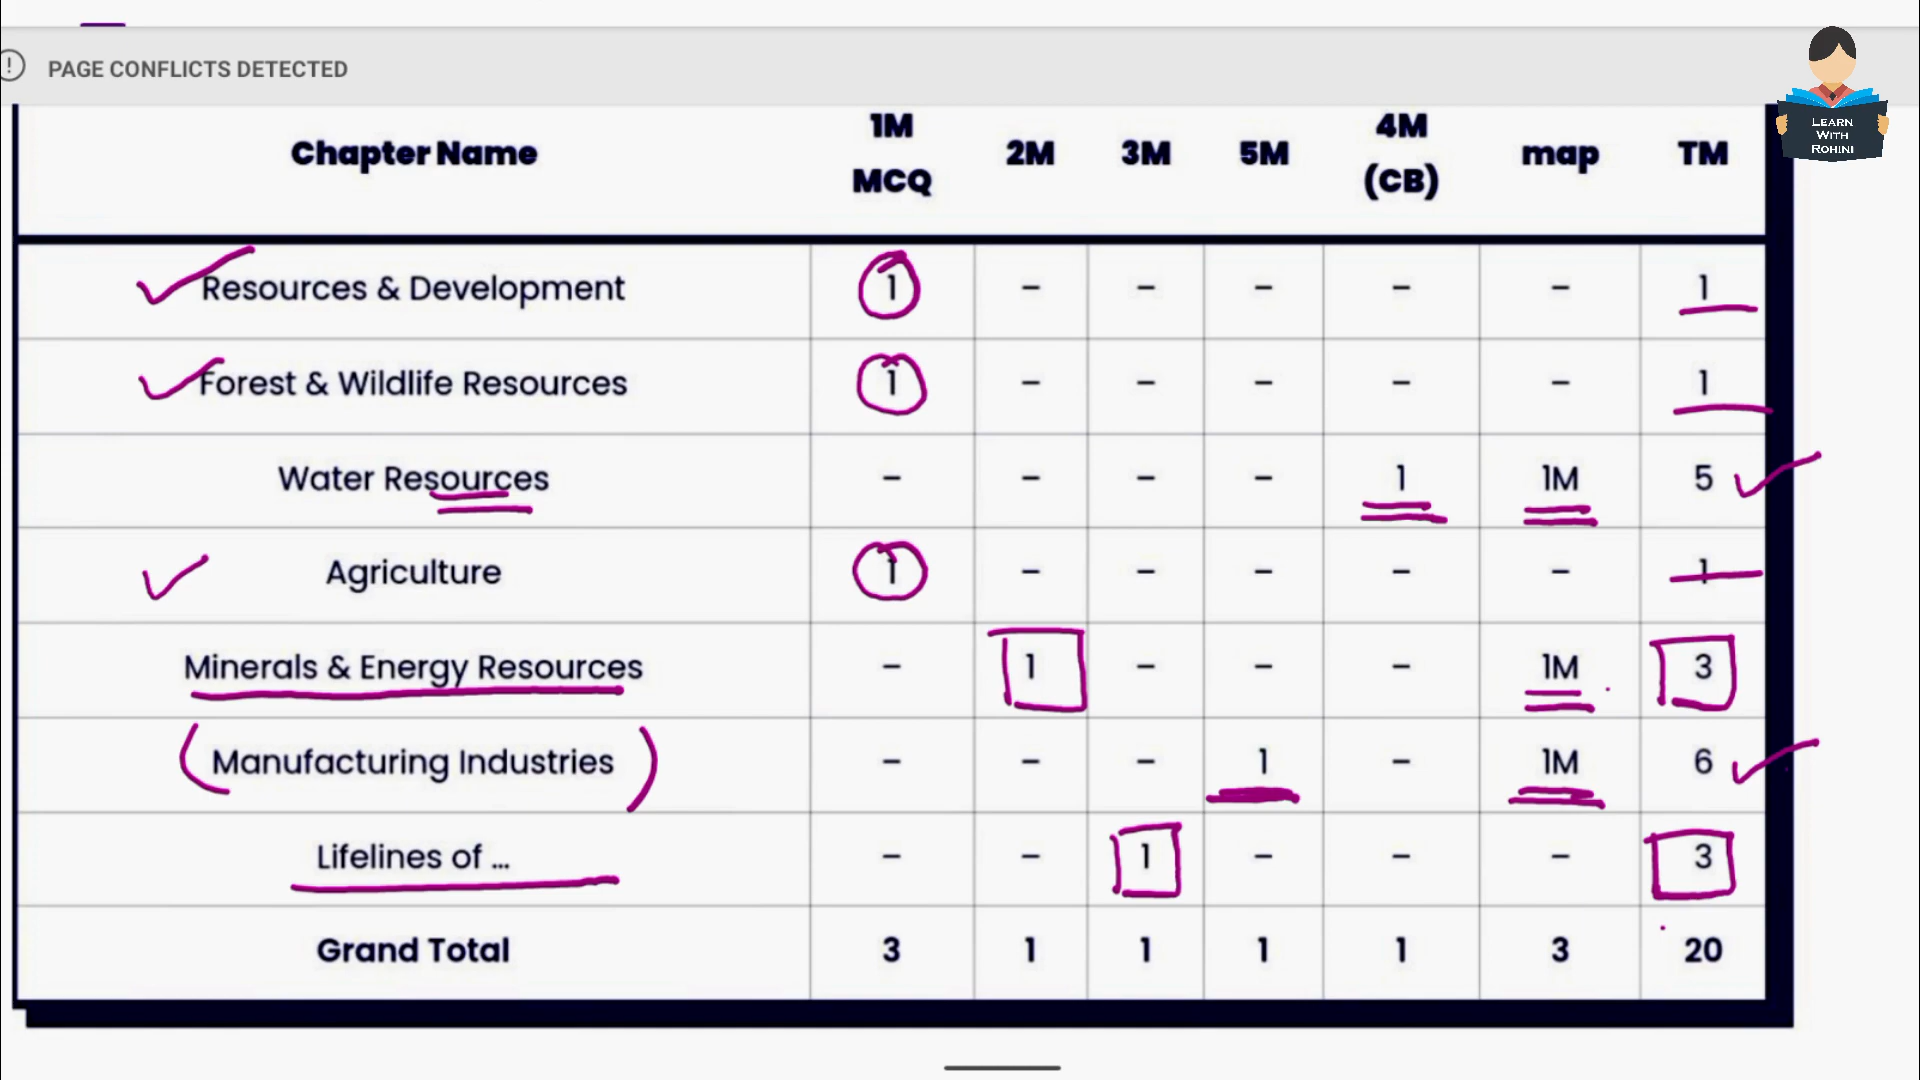 PAGE CONFLICTS DETECTED
LEARN
WITH
ROHINI
Chapter Name 1M MCQ 2M 3M 5M 4M (CB) map TM
Resources & Development 1 – – – – – 1
Forest & Wildlife Resources 1 – – – – – 1
Water Resources – – – – 1 1M 5
Agriculture 1 – – – – – 1
Minerals & Energy Resources – 1 – – – 1M 3
Manufacturing Industries – – – 1 – 1M 6
Lifelines of ... – – 1 – – – 3
Grand Total 3 1 1 1 1 3 20